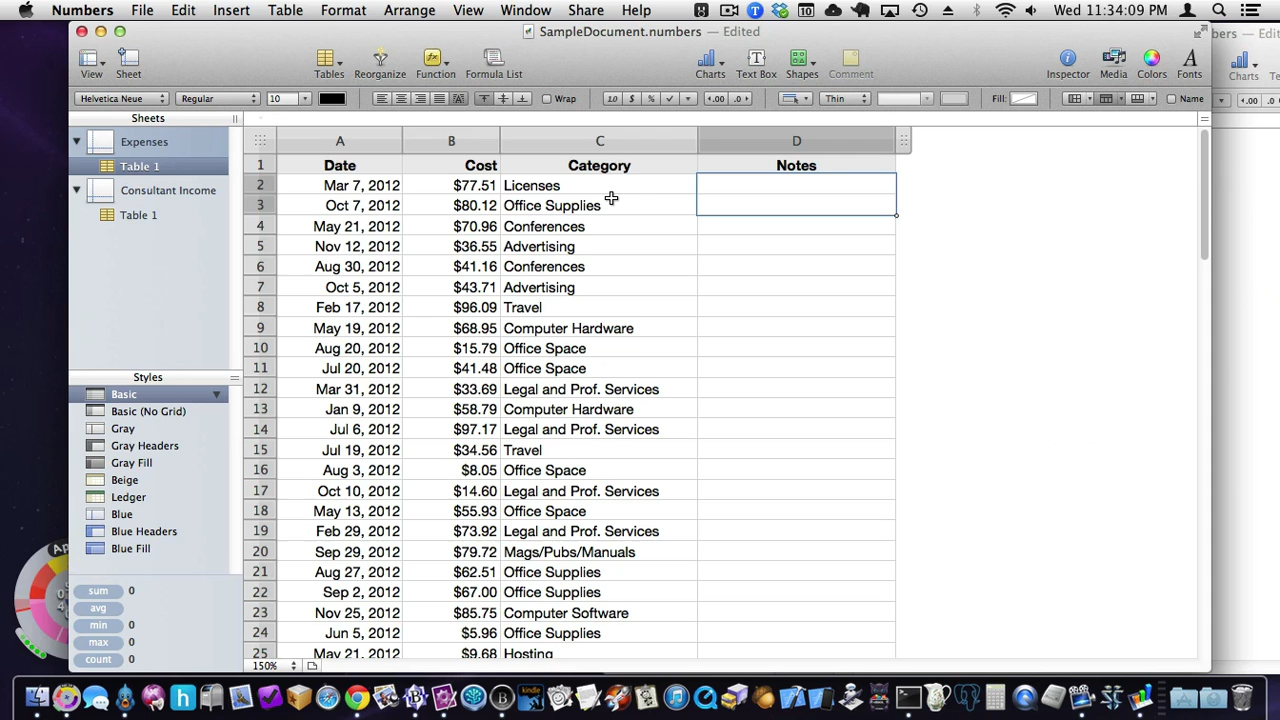 Numbers File Edit Insert Table Format Arrange View Window Share Help Wed 11:34:09 AM
SampleDocument.numbers — Edited
View Sheet Tables Reorganize Function Formula List Charts Text Box Shapes Comment Inspector Media Colors Fonts
Charts
Helvetica Neue Regular 10 Wrap 1.0 $ % .00 .0 Thin Fill: Name
.00 .0
Sheets
Expenses
Table 1
Consultant Income
Table 1
Styles
Basic
Basic (No Grid)
Gray
Gray Headers
Gray Fill
Beige
Ledger
Blue
Blue Headers
Blue Fill
sum 0
avg
min 0
max 0
count 0
A B C D
1 Date Cost Category Notes
2 Mar 7, 2012 $77.51 Licenses
3 Oct 7, 2012 $80.12 Office Supplies
4 May 21, 2012 $70.96 Conferences
5 Nov 12, 2012 $36.55 Advertising
6 Aug 30, 2012 $41.16 Conferences
7 Oct 5, 2012 $43.71 Advertising
8 Feb 17, 2012 $96.09 Travel
9 May 19, 2012 $68.95 Computer Hardware
10 Aug 20, 2012 $15.79 Office Space
11 Jul 20, 2012 $41.48 Office Space
12 Mar 31, 2012 $33.69 Legal and Prof. Services
13 Jan 9, 2012 $58.79 Computer Hardware
14 Jul 6, 2012 $97.17 Legal and Prof. Services
15 Jul 19, 2012 $34.56 Travel
16 Aug 3, 2012 $8.05 Office Space
17 Oct 10, 2012 $14.60 Legal and Prof. Services
18 May 13, 2012 $55.93 Office Space
19 Feb 29, 2012 $73.92 Legal and Prof. Services
20 Sep 29, 2012 $79.72 Mags/Pubs/Manuals
21 Aug 27, 2012 $62.51 Office Supplies
22 Sep 2, 2012 $67.00 Office Supplies
23 Nov 25, 2012 $85.75 Computer Software
24 Jun 5, 2012 $5.96 Office Supplies
25 May 21, 2012 $9.68 Hosting
150%
kindle